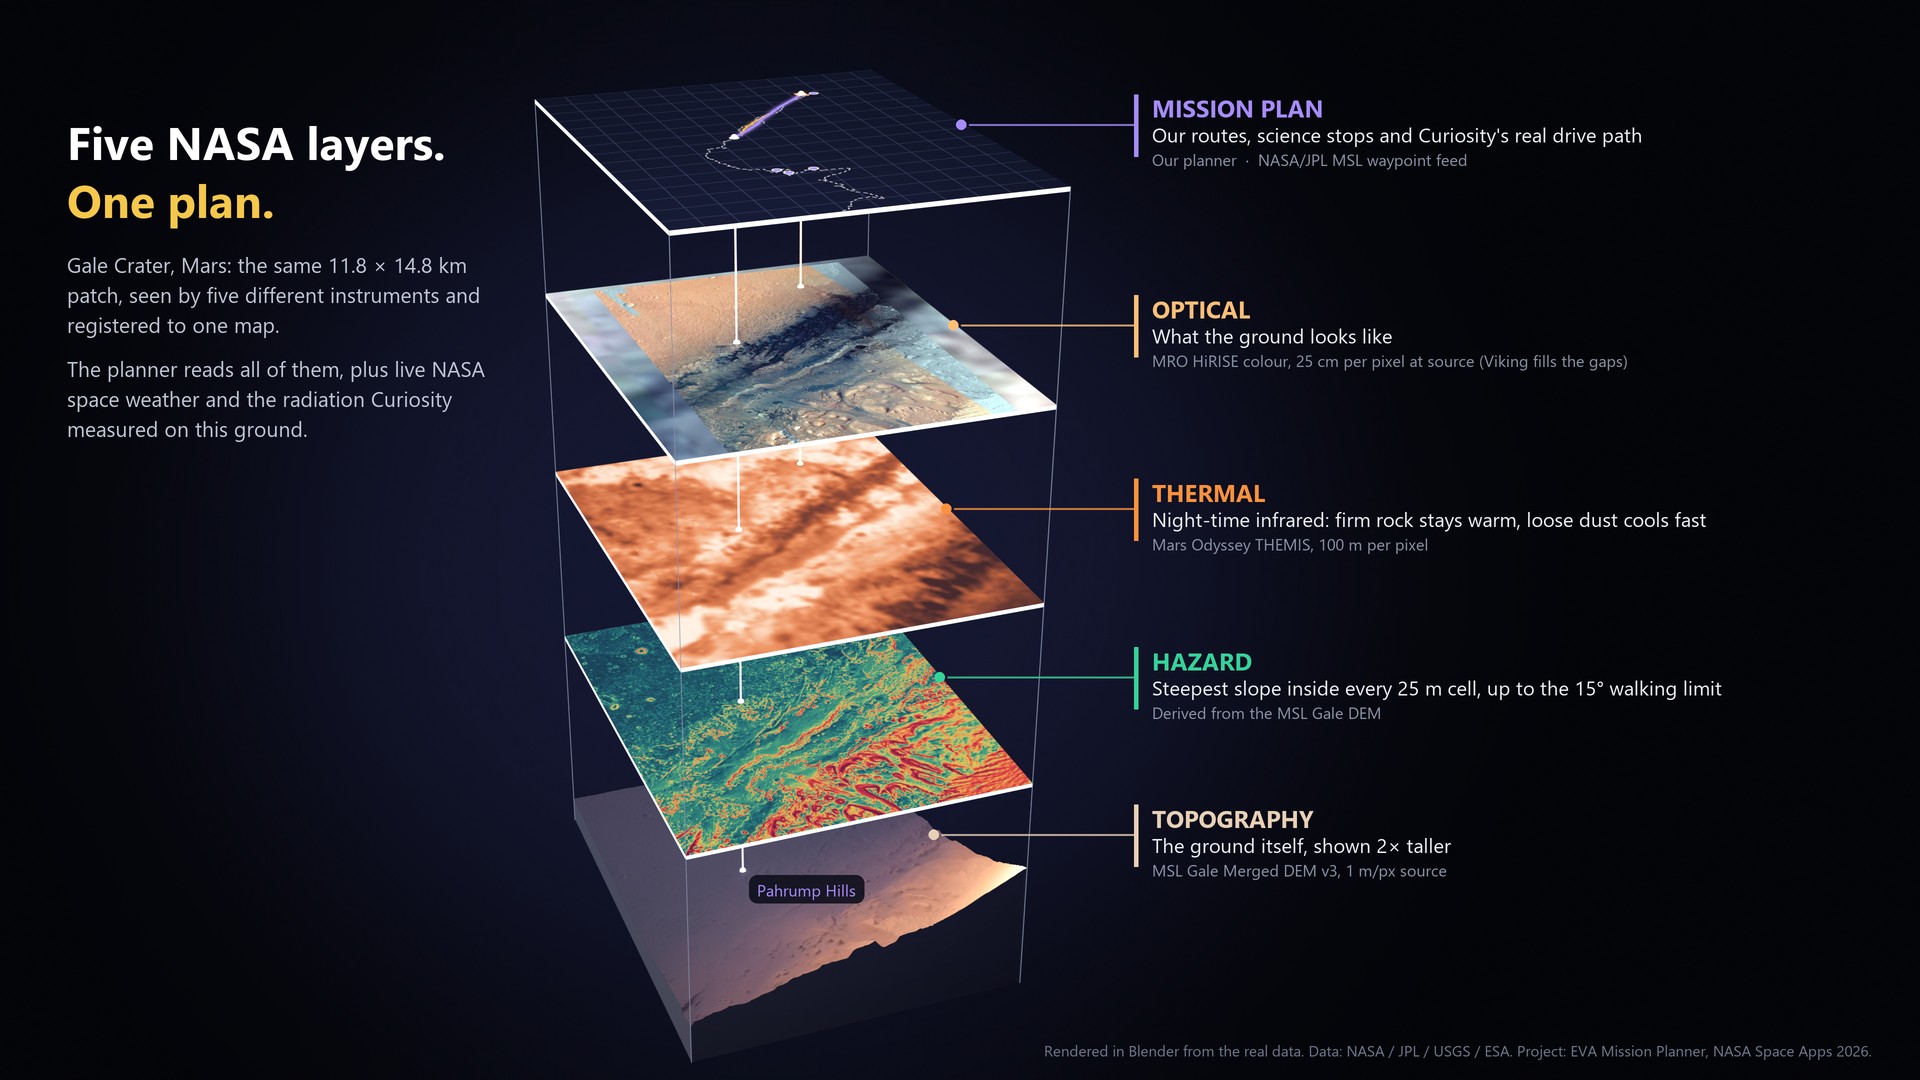 Five NASA layers.
One plan.
Gale Crater, Mars: the same 11.8 × 14.8 km
patch, seen by five different instruments and
registered to one map.
The planner reads all of them, plus live NASA
space weather and the radiation Curiosity
measured on this ground.
MISSION PLAN
Our routes, science stops and Curiosity's real drive path
Our planner · NASA/JPL MSL waypoint feed
OPTICAL
What the ground looks like
MRO HiRISE colour, 25 cm per pixel at source (Viking fills the gaps)
THERMAL
Night-time infrared: firm rock stays warm, loose dust cools fast
Mars Odyssey THEMIS, 100 m per pixel
HAZARD
Steepest slope inside every 25 m cell, up to the 15° walking limit
Derived from the MSL Gale DEM
TOPOGRAPHY
The ground itself, shown 2× taller
MSL Gale Merged DEM v3, 1 m/px source
Pahrump Hills
Rendered in Blender from the real data. Data: NASA / JPL / USGS / ESA. Project: EVA Mission Planner, NASA Space Apps 2026.